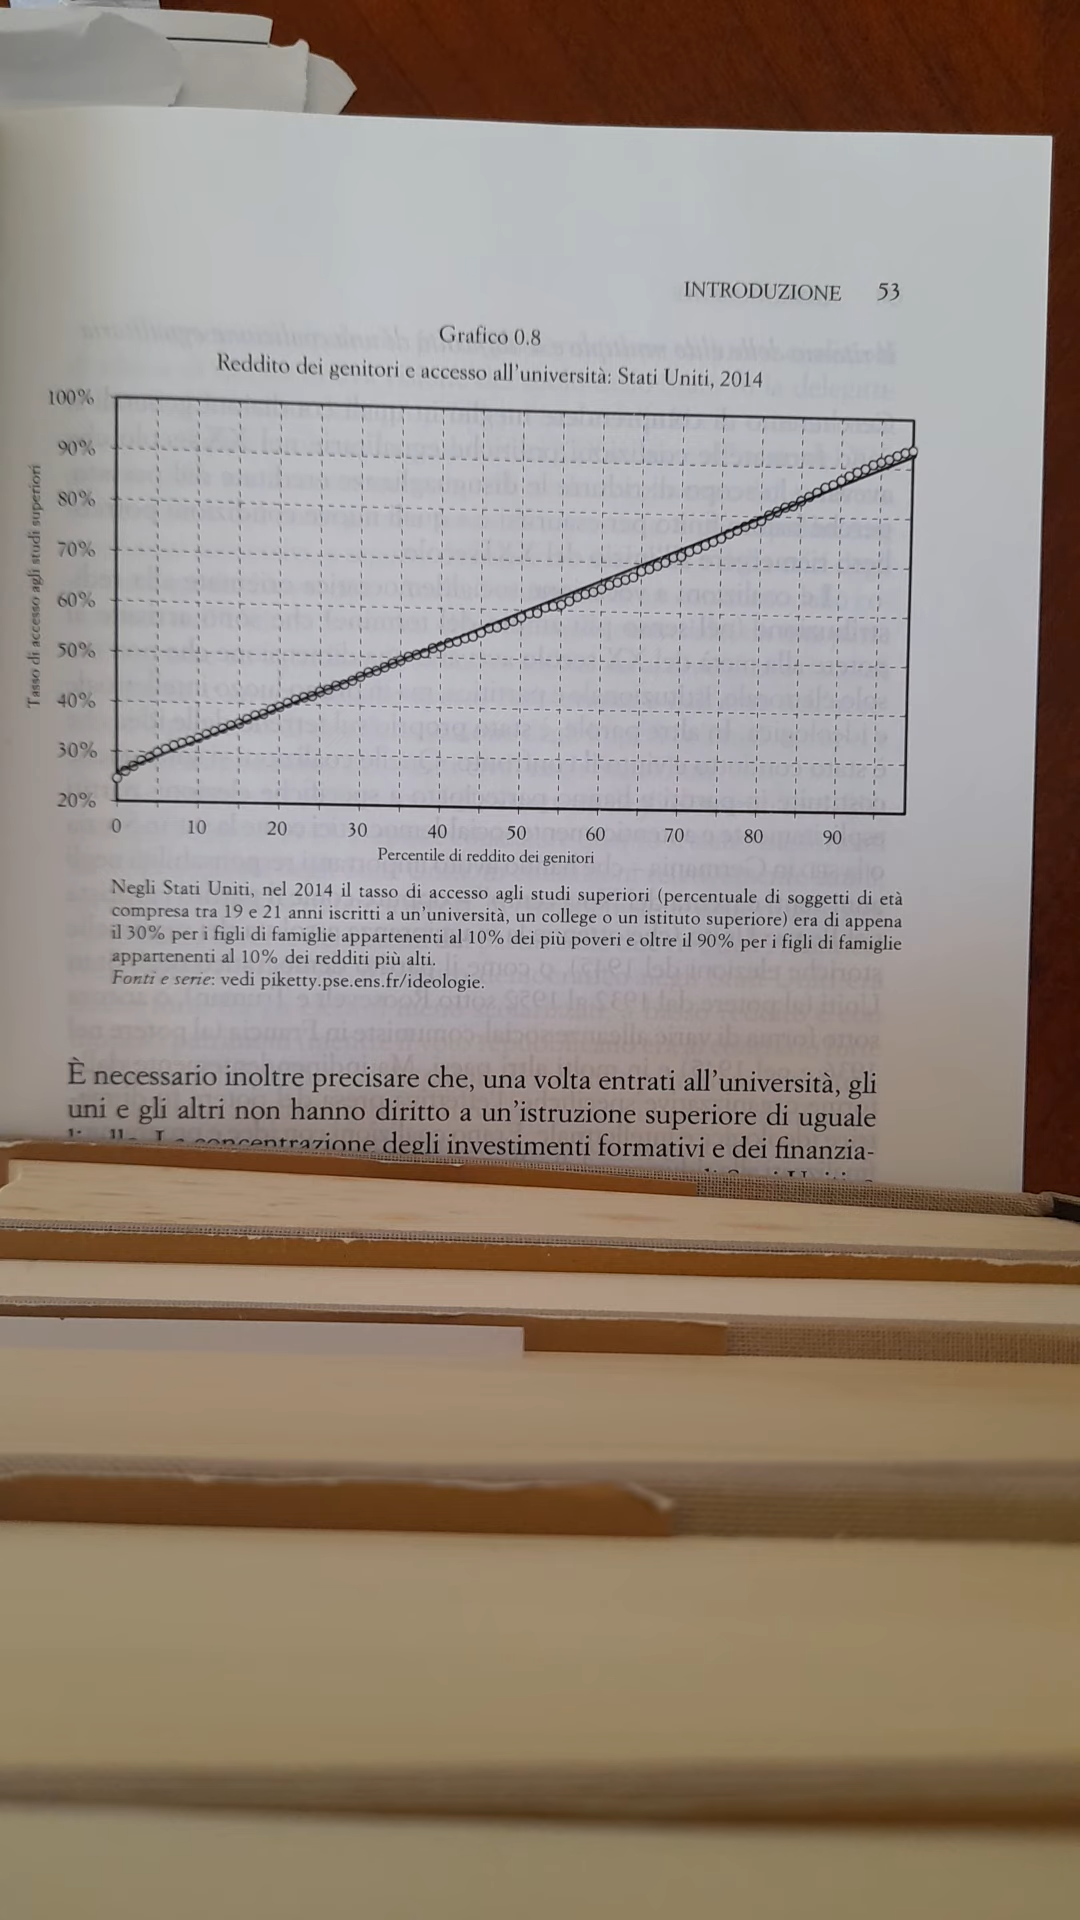 INTRODUZIONE 53
Grafico 0.8
Reddito dei genitori e accesso all'università: Stati Uniti, 2014
Tasso di accesso agli studi superiori
100%
90%
80%
70%
60%
50%
40%
30%
20%
0 10 20 30 40 50 60 70 80 90
Percentile di reddito dei genitori
Negli Stati Uniti, nel 2014 il tasso di accesso agli studi superiori (percentuale di soggetti di età
compresa tra 19 e 21 anni iscritti a un'università, un college o un istituto superiore) era di appena
il 30% per i figli di famiglie appartenenti al 10% dei più poveri e oltre il 90% per i figli di famiglie
appartenenti al 10% dei redditi più alti.
Fonti e serie: vedi piketty.pse.ens.fr/ideologie.
È necessario inoltre precisare che, una volta entrati all'università, gli
uni e gli altri non hanno diritto a un'istruzione superiore di uguale
concentrazione degli investimenti formativi e dei finanzia-